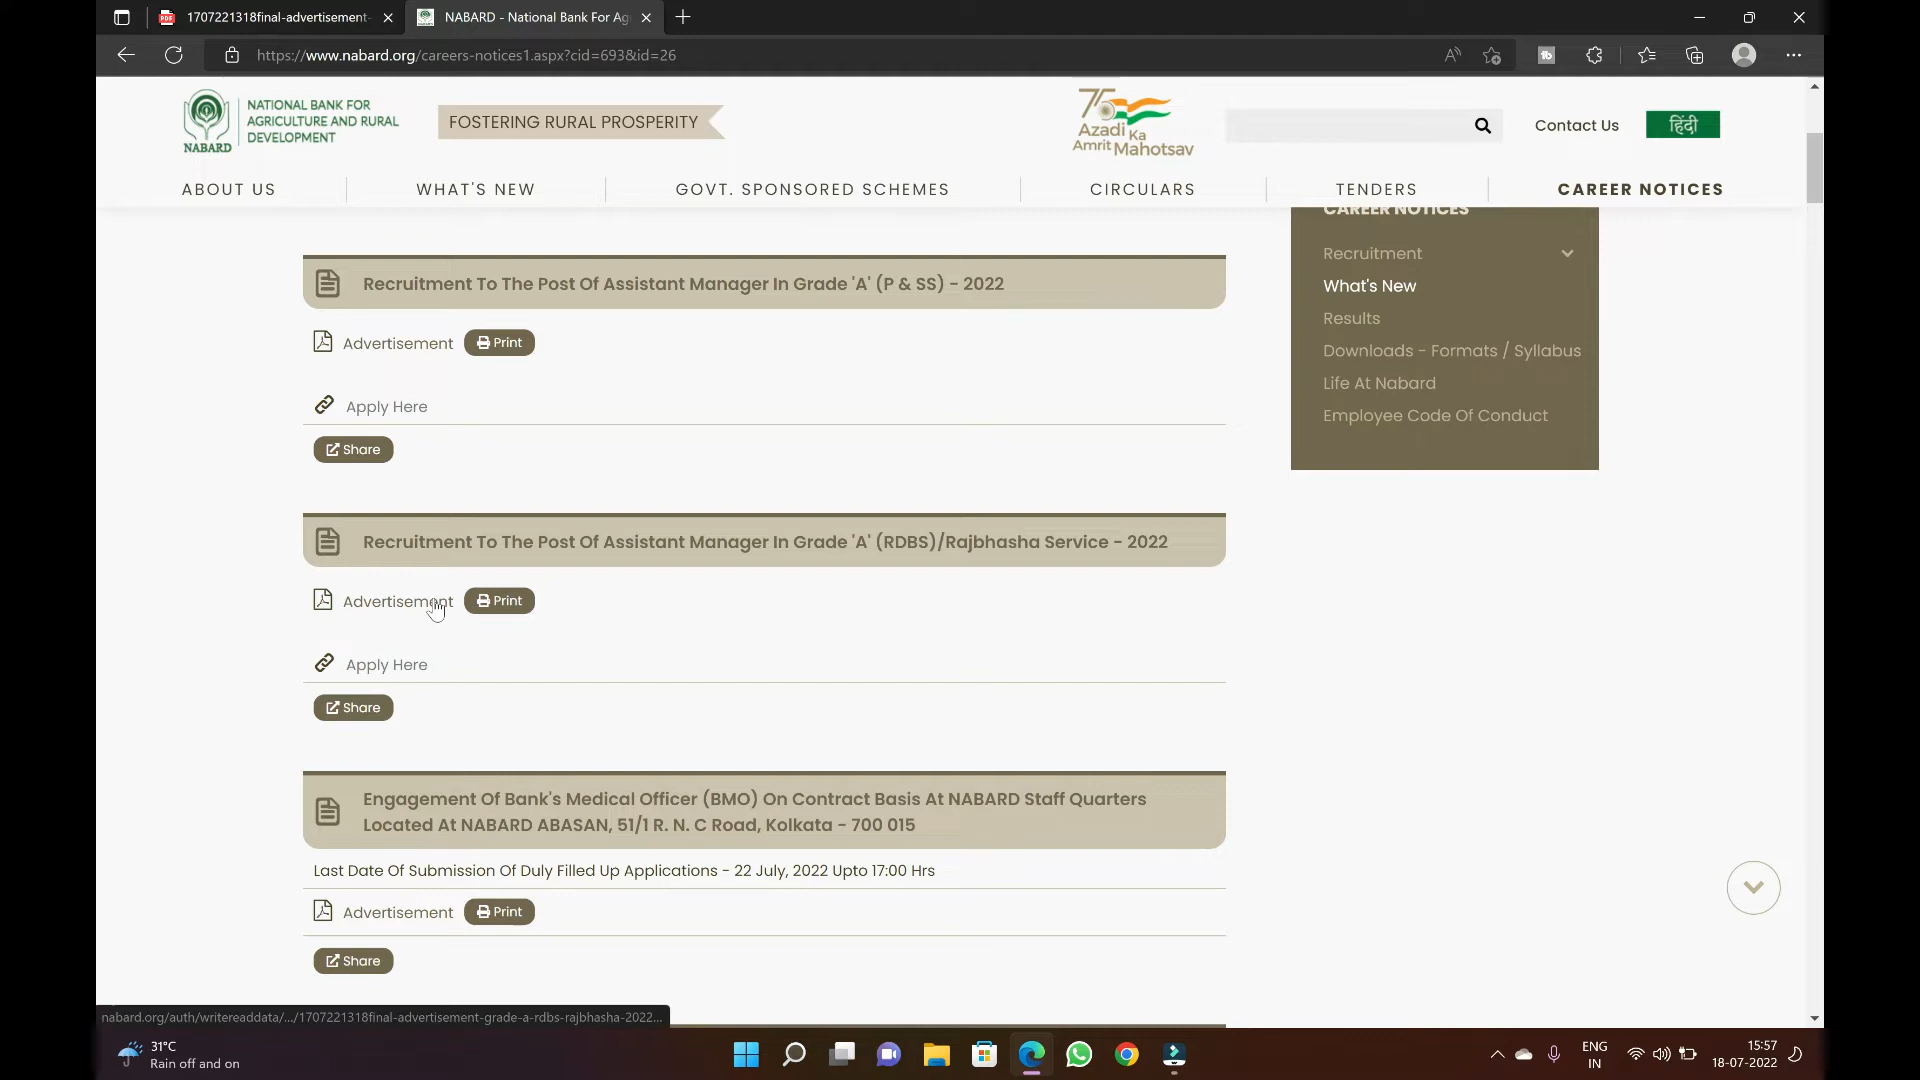 1707221318final-advertisement-
NABARD - National Bank For Ag
https://www.nabard.org/careers-notices1.aspx?cid=693&id=26
NATIONAL BANK FOR
AGRICULTURE AND RURAL
DEVELOPMENT
NABARD
FOSTERING RURAL PROSPERITY
75
Azadi Ka
Amrit Mahotsav
Contact Us
हिंदी
ABOUT US
WHAT'S NEW
GOVT. SPONSORED SCHEMES
CIRCULARS
TENDERS
CAREER NOTICES
CAREER NOTICES
Recruitment
What's New
Results
Downloads - Formats / Syllabus
Life At Nabard
Employee Code Of Conduct
Recruitment To The Post Of Assistant Manager In Grade 'A' (P & SS) - 2022
Advertisement Print
Apply Here
Share
Recruitment To The Post Of Assistant Manager In Grade 'A' (RDBS)/Rajbhasha Service - 2022
Advertisement Print
Apply Here
Share
Engagement Of Bank's Medical Officer (BMO) On Contract Basis At NABARD Staff Quarters
Located At NABARD ABASAN, 51/1 R. N. C Road, Kolkata - 700 015
Last Date Of Submission Of Duly Filled Up Applications - 22 July, 2022 Upto 17:00 Hrs
Advertisement Print
Share
nabard.org/auth/writereaddata/.../1707221318final-advertisement-grade-a-rdbs-rajbhasha-2022...
31°C
Rain off and on
ENG
IN
15:57
18-07-2022